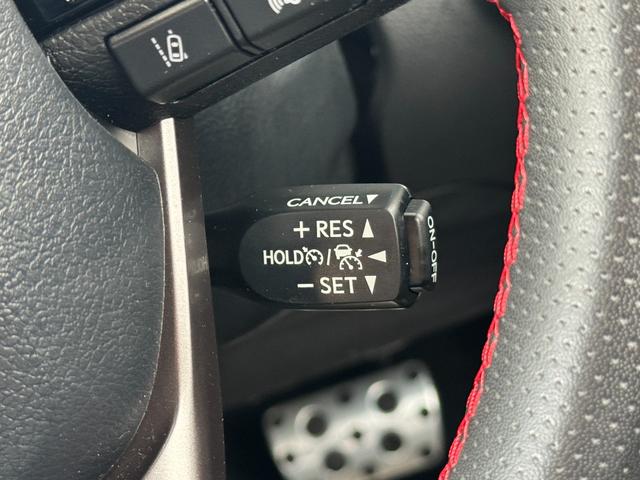 CANCEL▼
+ RES ▲
HOLD / ◄
− SET ▼
ON-OFF